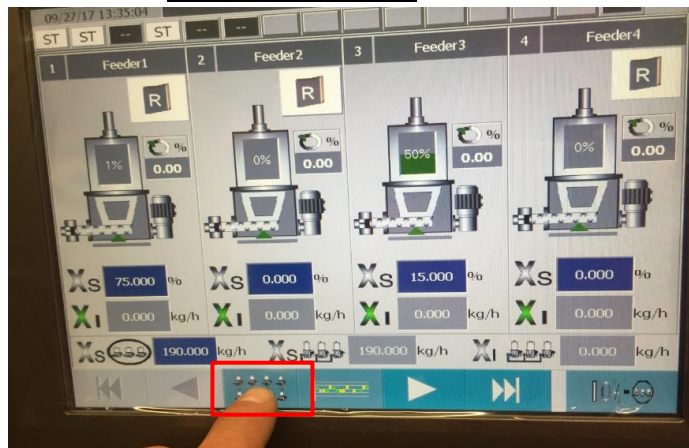 09/27/17 13:35:04
ST ST -- ST -- --
1 Feeder1 2 Feeder2 3 Feeder3 4 Feeder4
R R R
% % % %
1% 0.00 0% 0.00 50% 0.00 0% 0.00
XS 75.000 % XS 0.000 % XS 15.000 % XS 0.000 %
XI 0.000 kg/h XI 0.000 kg/h XI 0.000 kg/h XI 0.000 kg/h
XS 190.000 kg/h XS 190.000 kg/h XI 0.000 kg/h